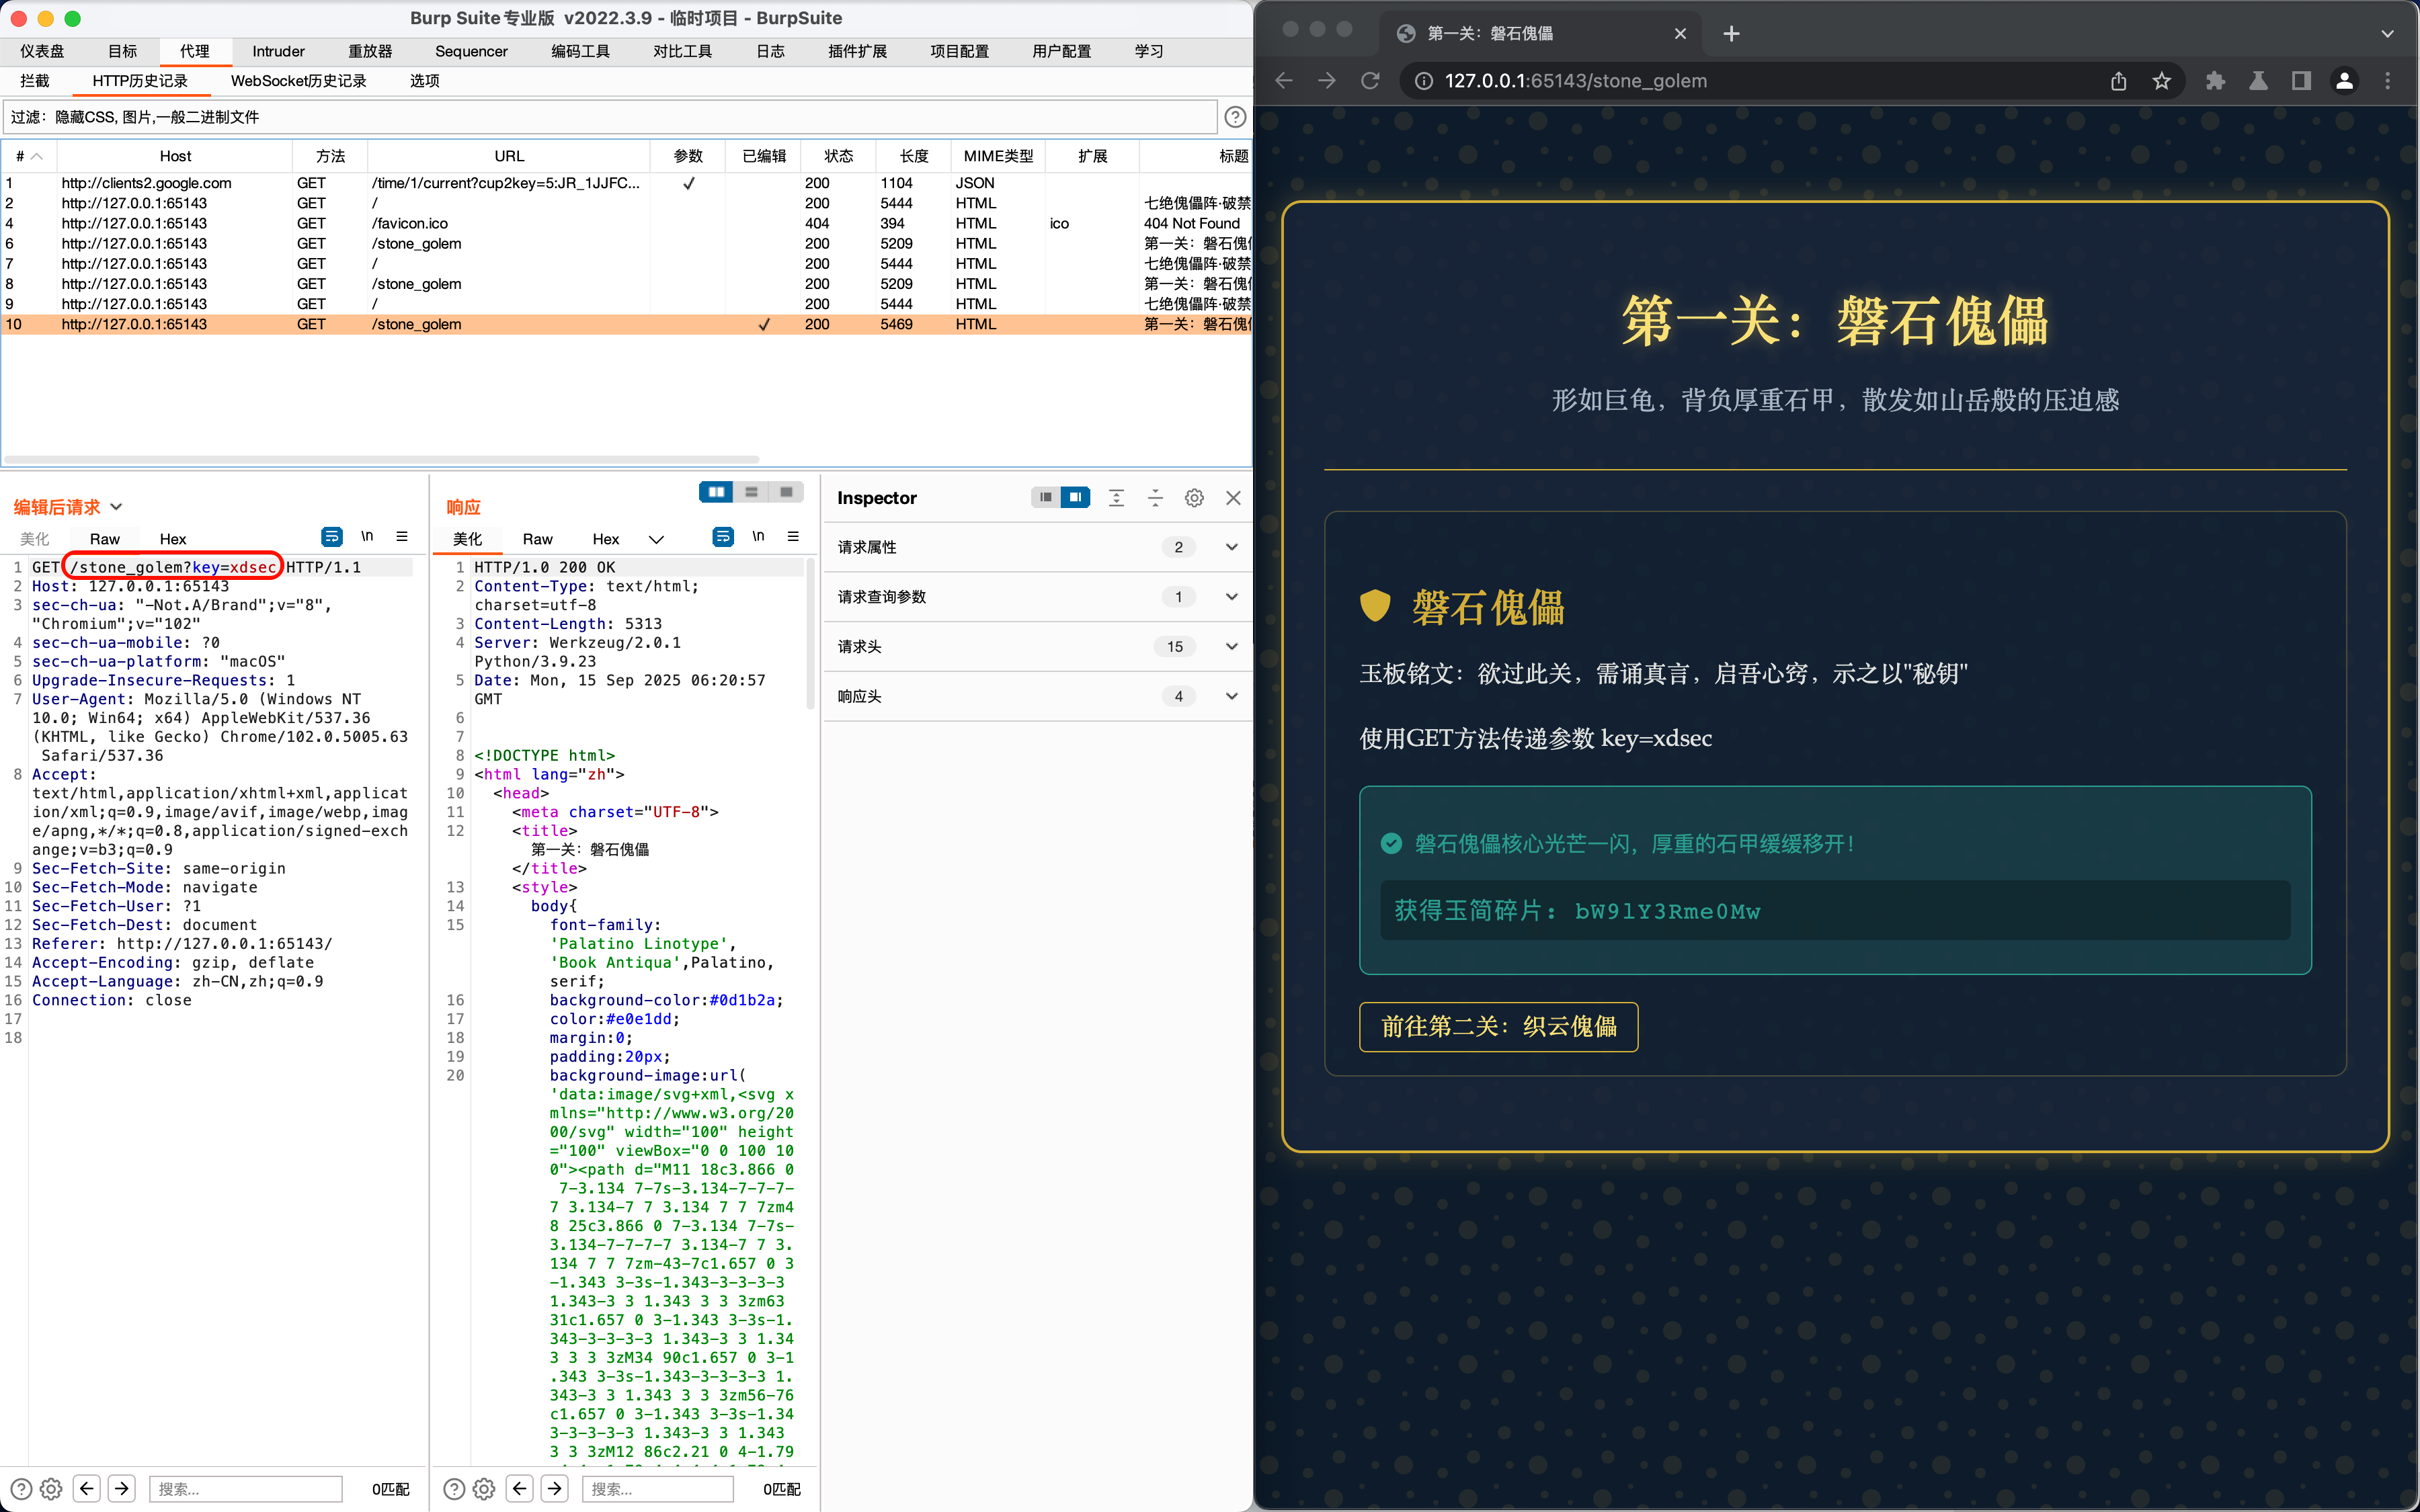 Burp Suite专业版 v2022.3.9 - 临时项目 - BurpSuite
仪表盘 目标 代理 Intruder 重放器 Sequencer 编码工具 对比工具 日志 插件扩展 项目配置 用户配置 学习
拦截 HTTP历史记录 WebSocket历史记录 选项
过滤：隐藏CSS, 图片,一般二进制文件
# Host 方法 URL 参数 已编辑 状态 长度 MIME类型 扩展 标题
1 http://clients2.google.com GET /time/1/current?cup2key=5:JR_1JJFC... ✓ 200 1104 JSON
2 http://127.0.0.1:65143 GET / 200 5444 HTML 七绝傀儡阵·破禁
4 http://127.0.0.1:65143 GET /favicon.ico 404 394 HTML ico 404 Not Found
6 http://127.0.0.1:65143 GET /stone_golem 200 5209 HTML 第一关：磐石傀
7 http://127.0.0.1:65143 GET / 200 5444 HTML 七绝傀儡阵·破禁
8 http://127.0.0.1:65143 GET /stone_golem 200 5209 HTML 第一关：磐石傀
9 http://127.0.0.1:65143 GET / 200 5444 HTML 七绝傀儡阵·破禁
10 http://127.0.0.1:65143 GET /stone_golem ✓ 200 5469 HTML 第一关：磐石傀
编辑后请求
美化 Raw Hex \n
1 GET /stone_golem?key=xdsec HTTP/1.1
2 Host: 127.0.0.1:65143
3 sec-ch-ua: "-Not.A/Brand";v="8",
"Chromium";v="102"
4 sec-ch-ua-mobile: ?0
5 sec-ch-ua-platform: "macOS"
6 Upgrade-Insecure-Requests: 1
7 User-Agent: Mozilla/5.0 (Windows NT
10.0; Win64; x64) AppleWebKit/537.36
(KHTML, like Gecko) Chrome/102.0.5005.63
Safari/537.36
8 Accept:
text/html,application/xhtml+xml,applicat
ion/xml;q=0.9,image/avif,image/webp,imag
e/apng,*/*;q=0.8,application/signed-exch
ange;v=b3;q=0.9
9 Sec-Fetch-Site: same-origin
10 Sec-Fetch-Mode: navigate
11 Sec-Fetch-User: ?1
12 Sec-Fetch-Dest: document
13 Referer: http://127.0.0.1:65143/
14 Accept-Encoding: gzip, deflate
15 Accept-Language: zh-CN,zh;q=0.9
16 Connection: close
17
18
搜索... 0匹配
响应
美化 Raw Hex \n
1 HTTP/1.0 200 OK
2 Content-Type: text/html;
charset=utf-8
3 Content-Length: 5313
4 Server: Werkzeug/2.0.1
Python/3.9.23
5 Date: Mon, 15 Sep 2025 06:20:57
GMT
6
7
8 <!DOCTYPE html>
9 <html lang="zh">
10 <head>
11 <meta charset="UTF-8">
12 <title>
第一关：磐石傀儡
</title>
13 <style>
14 body{
15 font-family:
'Palatino Linotype',
'Book Antiqua',Palatino,
serif;
16 background-color:#0d1b2a;
17 color:#e0e1dd;
18 margin:0;
19 padding:20px;
20 background-image:url(
'data:image/svg+xml,<svg x
mlns="http://www.w3.org/20
00/svg" width="100" height
="100" viewBox="0 0 100 10
0"><path d="M11 18c3.866 0
7-3.134 7-7s-3.134-7-7-7-
7 3.134-7 7 3.134 7 7 7zm4
8 25c3.866 0 7-3.134 7-7s-
3.134-7-7-7-7 3.134-7 7 3.
134 7 7 7zm-43-7c1.657 0 3
-1.343 3-3s-1.343-3-3-3-3
1.343-3 3 1.343 3 3 3zm63
31c1.657 0 3-1.343 3-3s-1.
343-3-3-3-3 1.343-3 3 1.34
3 3 3 3zM34 90c1.657 0 3-1
.343 3-3s-1.343-3-3-3-3 1.
343-3 3 1.343 3 3 3zm56-76
c1.657 0 3-1.343 3-3s-1.34
3-3-3-3-3 1.343-3 3 1.343
3 3 3zM12 86c2.21 0 4-1.79
搜索... 0匹配
Inspector
请求属性 2
请求查询参数 1
请求头 15
响应头 4
第一关：磐石傀儡
127.0.0.1:65143/stone_golem
第一关：磐石傀儡
形如巨龟，背负厚重石甲，散发如山岳般的压迫感
磐石傀儡
玉板铭文：欲过此关，需诵真言，启吾心窍，示之以"秘钥"
使用GET方法传递参数 key=xdsec
磐石傀儡核心光芒一闪，厚重的石甲缓缓移开！
获得玉简碎片：bW9lY3Rme0Mw
前往第二关：织云傀儡